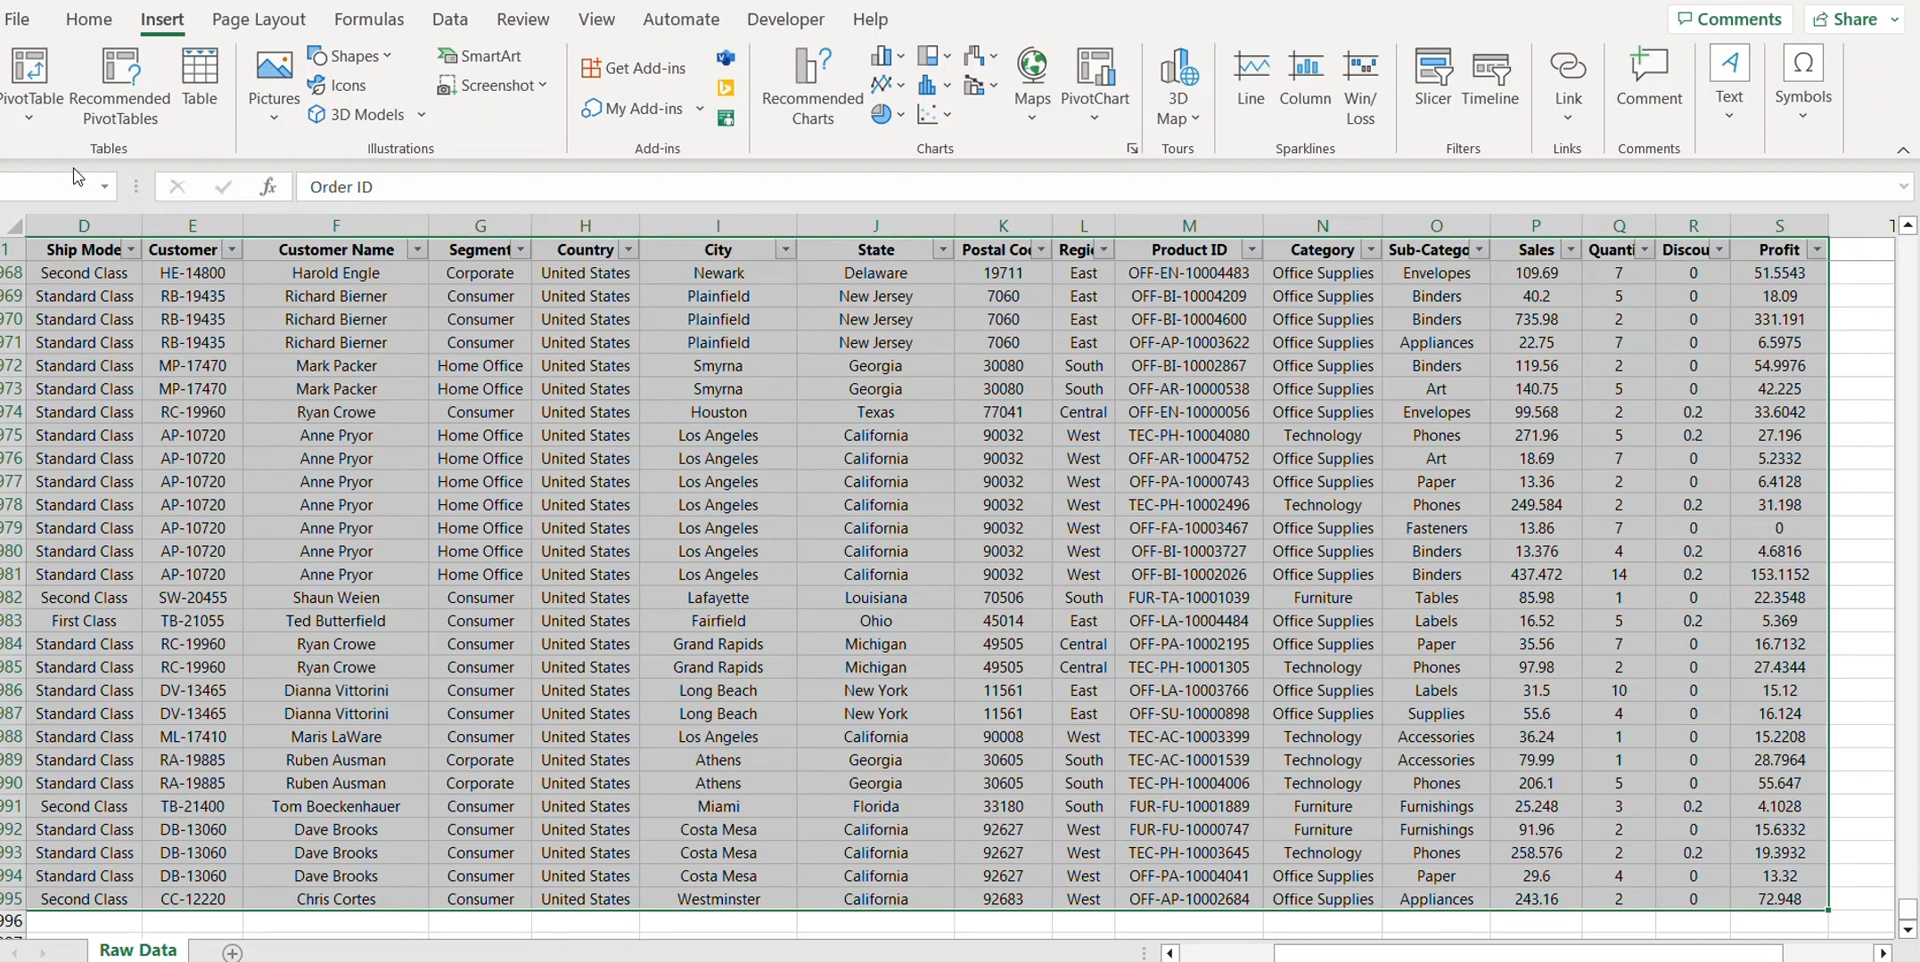 File Home Insert Page Layout Formulas Data Review View Automate Developer Help Comments Share
PivotTable Recommended PivotTables Table Pictures Shapes Icons 3D Models SmartArt Screenshot Get Add-ins My Add-ins Recommended Charts Maps PivotChart 3D Map Line Column Win/Loss Slicer Timeline Link Comment Text Symbols
Tables Illustrations Add-ins Charts Tours Sparklines Filters Links Comments
fx Order ID
D E F G H I J K L M N O P Q R S
1 Ship Mode Customer Customer Name Segment Country City State Postal Co Regi Product ID Category Sub-Catego Sales Quanti Discou Profit
968 Second Class HE-14800 Harold Engle Corporate United States Newark Delaware 19711 East OFF-EN-10004483 Office Supplies Envelopes 109.69 7 0 51.5543
969 Standard Class RB-19435 Richard Bierner Consumer United States Plainfield New Jersey 7060 East OFF-BI-10004209 Office Supplies Binders 40.2 5 0 18.09
970 Standard Class RB-19435 Richard Bierner Consumer United States Plainfield New Jersey 7060 East OFF-BI-10004600 Office Supplies Binders 735.98 2 0 331.191
971 Standard Class RB-19435 Richard Bierner Consumer United States Plainfield New Jersey 7060 East OFF-AP-10003622 Office Supplies Appliances 22.75 7 0 6.5975
972 Standard Class MP-17470 Mark Packer Home Office United States Smyrna Georgia 30080 South OFF-BI-10002867 Office Supplies Binders 119.56 2 0 54.9976
973 Standard Class MP-17470 Mark Packer Home Office United States Smyrna Georgia 30080 South OFF-AR-10000538 Office Supplies Art 140.75 5 0 42.225
974 Standard Class RC-19960 Ryan Crowe Consumer United States Houston Texas 77041 Central OFF-EN-10000056 Office Supplies Envelopes 99.568 2 0.2 33.6042
975 Standard Class AP-10720 Anne Pryor Home Office United States Los Angeles California 90032 West TEC-PH-10004080 Technology Phones 271.96 5 0.2 27.196
976 Standard Class AP-10720 Anne Pryor Home Office United States Los Angeles California 90032 West OFF-AR-10004752 Office Supplies Art 18.69 7 0 5.2332
977 Standard Class AP-10720 Anne Pryor Home Office United States Los Angeles California 90032 West OFF-PA-10000743 Office Supplies Paper 13.36 2 0 6.4128
978 Standard Class AP-10720 Anne Pryor Home Office United States Los Angeles California 90032 West TEC-PH-10002496 Technology Phones 249.584 2 0.2 31.198
979 Standard Class AP-10720 Anne Pryor Home Office United States Los Angeles California 90032 West OFF-FA-10003467 Office Supplies Fasteners 13.86 7 0 0
980 Standard Class AP-10720 Anne Pryor Home Office United States Los Angeles California 90032 West OFF-BI-10003727 Office Supplies Binders 13.376 4 0.2 4.6816
981 Standard Class AP-10720 Anne Pryor Home Office United States Los Angeles California 90032 West OFF-BI-10002026 Office Supplies Binders 437.472 14 0.2 153.1152
982 Second Class SW-20455 Shaun Weien Consumer United States Lafayette Louisiana 70506 South FUR-TA-10001039 Furniture Tables 85.98 1 0 22.3548
983 First Class TB-21055 Ted Butterfield Consumer United States Fairfield Ohio 45014 East OFF-LA-10004484 Office Supplies Labels 16.52 5 0.2 5.369
984 Standard Class RC-19960 Ryan Crowe Consumer United States Grand Rapids Michigan 49505 Central OFF-PA-10002195 Office Supplies Paper 35.56 7 0 16.7132
985 Standard Class RC-19960 Ryan Crowe Consumer United States Grand Rapids Michigan 49505 Central TEC-PH-10001305 Technology Phones 97.98 2 0 27.4344
986 Standard Class DV-13465 Dianna Vittorini Consumer United States Long Beach New York 11561 East OFF-LA-10003766 Office Supplies Labels 31.5 10 0 15.12
987 Standard Class DV-13465 Dianna Vittorini Consumer United States Long Beach New York 11561 East OFF-SU-10000898 Office Supplies Supplies 55.6 4 0 16.124
988 Standard Class ML-17410 Maris LaWare Consumer United States Los Angeles California 90008 West TEC-AC-10003399 Technology Accessories 36.24 1 0 15.2208
989 Standard Class RA-19885 Ruben Ausman Corporate United States Athens Georgia 30605 South TEC-AC-10001539 Technology Accessories 79.99 1 0 28.7964
990 Standard Class RA-19885 Ruben Ausman Corporate United States Athens Georgia 30605 South TEC-PH-10004006 Technology Phones 206.1 5 0 55.647
991 Second Class TB-21400 Tom Boeckenhauer Consumer United States Miami Florida 33180 South FUR-FU-10001889 Furniture Furnishings 25.248 3 0.2 4.1028
992 Standard Class DB-13060 Dave Brooks Consumer United States Costa Mesa California 92627 West FUR-FU-10000747 Furniture Furnishings 91.96 2 0 15.6332
993 Standard Class DB-13060 Dave Brooks Consumer United States Costa Mesa California 92627 West TEC-PH-10003645 Technology Phones 258.576 2 0.2 19.3932
994 Standard Class DB-13060 Dave Brooks Consumer United States Costa Mesa California 92627 West OFF-PA-10004041 Office Supplies Paper 29.6 4 0 13.32
995 Second Class CC-12220 Chris Cortes Consumer United States Westminster California 92683 West OFF-AP-10002684 Office Supplies Appliances 243.16 2 0 72.948
996
Raw Data